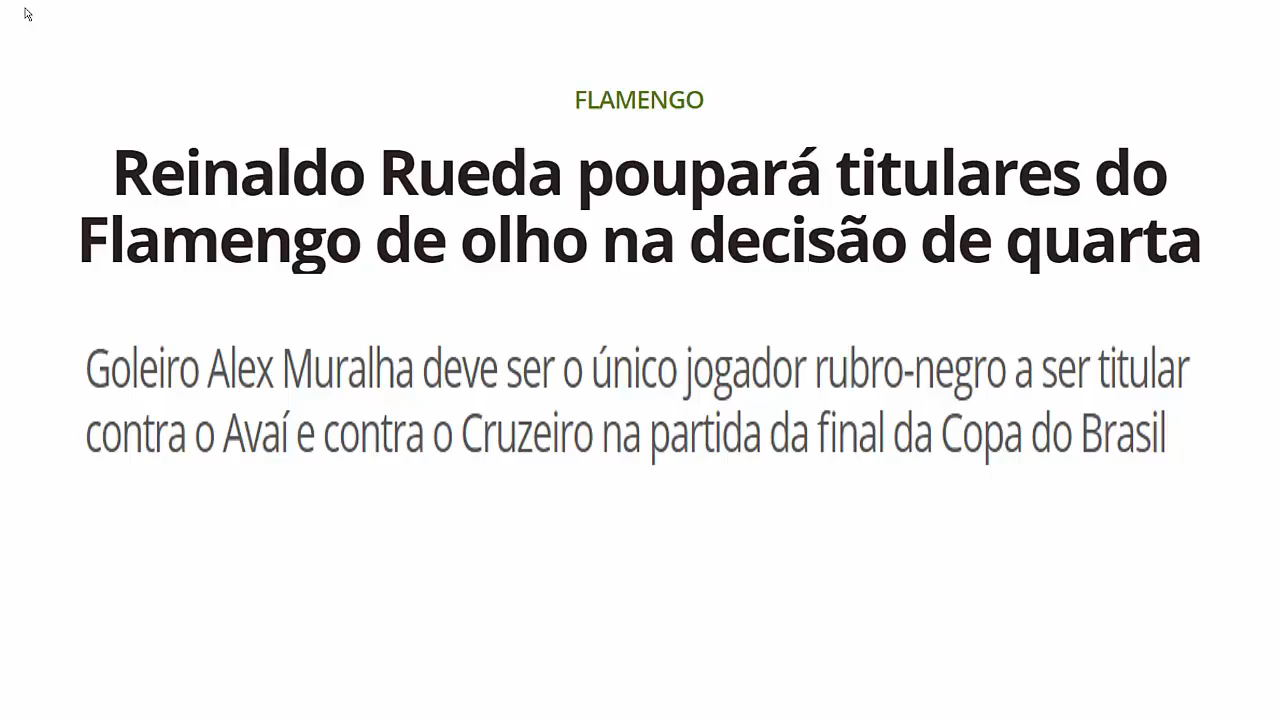 FLAMENGO
Reinaldo Rueda poupará titulares do
Flamengo de olho na decisão de quarta
Goleiro Alex Muralha deve ser o único jogador rubro-negro a ser titular
contra o Avaí e contra o Cruzeiro na partida da final da Copa do Brasil